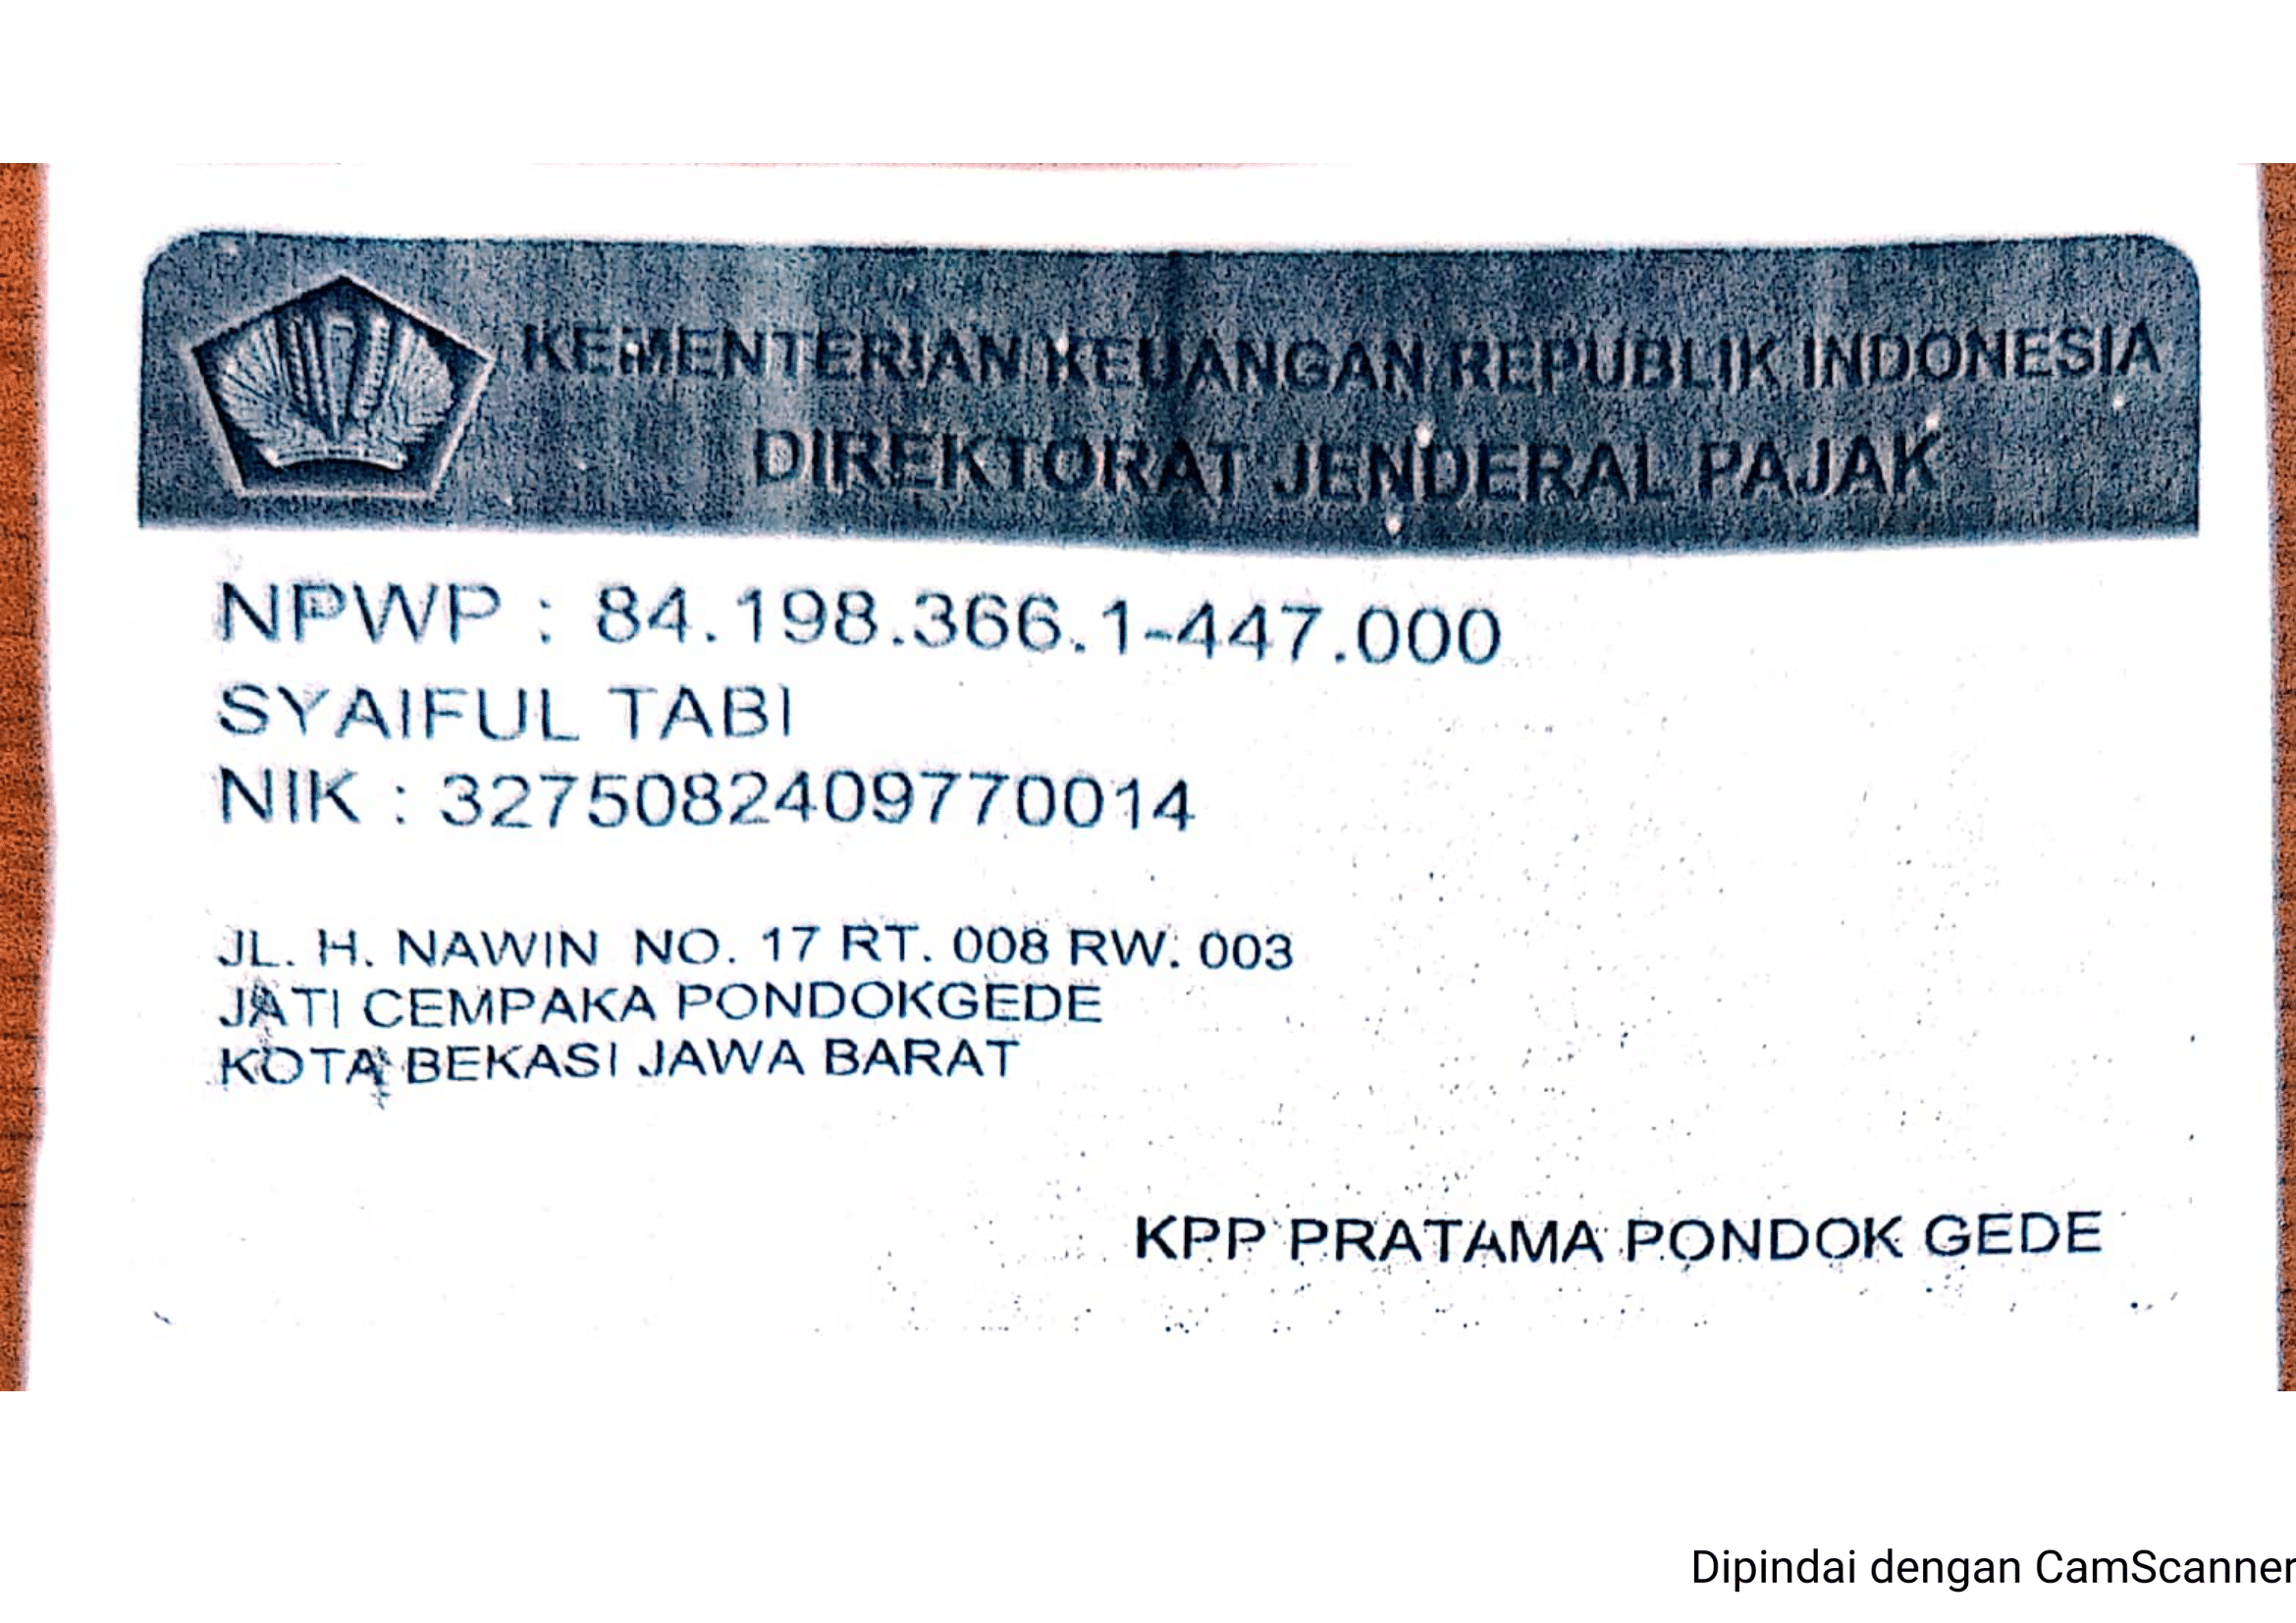 KEMENTERIAN KEUANGAN REPUBLIK INDONESIA
DIREKTORAT JENDERAL PAJAK
NPWP : 84.198.366.1-447.000
SYAIFUL TABI
NIK : 3275082409770014
JL. H. NAWIN NO. 17 RT. 008 RW. 003
JATI CEMPAKA PONDOKGEDE
KOTA BEKASI JAWA BARAT
KPP PRATAMA PONDOK GEDE
Dipindai dengan CamScanner